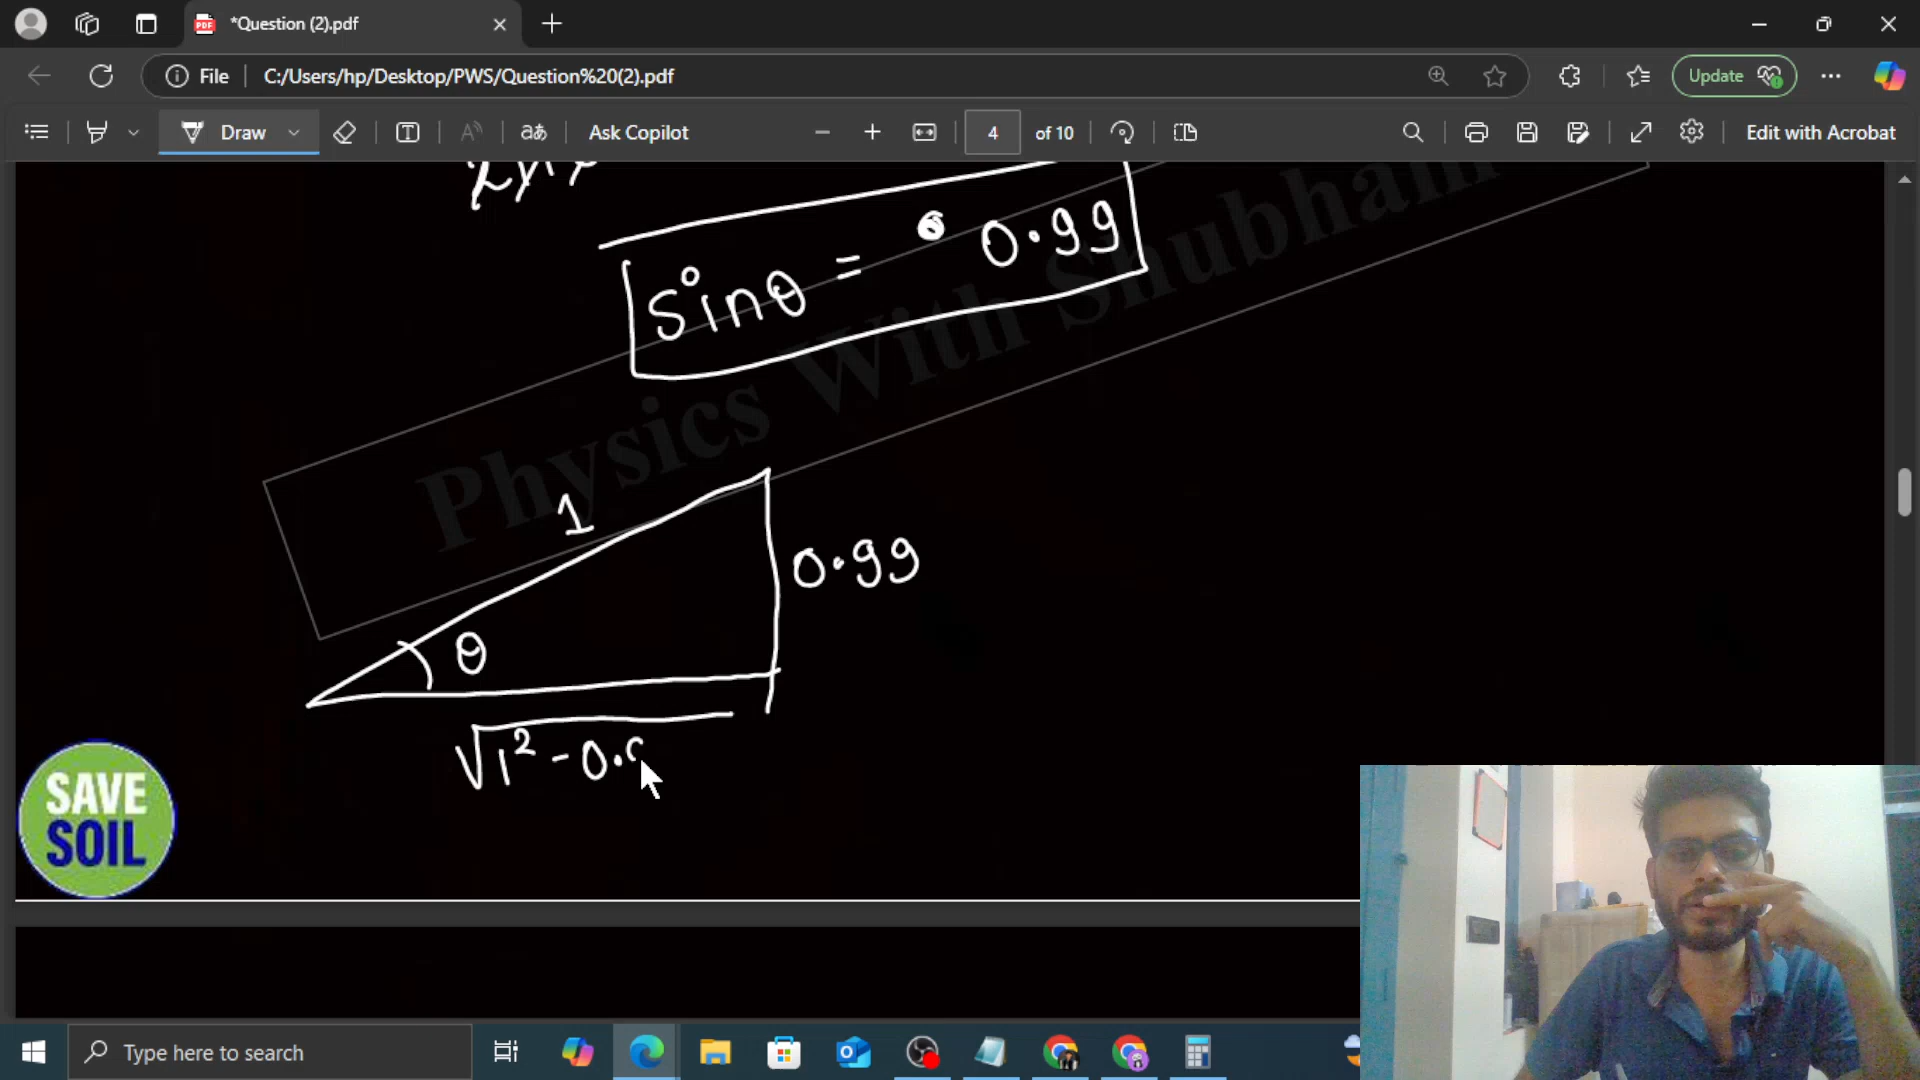 *Question (2).pdf
File C:/Users/hp/Desktop/PWS/Question%20(2).pdf Update
Draw A aあ Ask Copilot 4 of 10 Edit with Acrobat
sinθ = 0.99
Physics With Shubham
1
0.99
θ
√1² - 0.
SAVE
SOIL
Type here to search